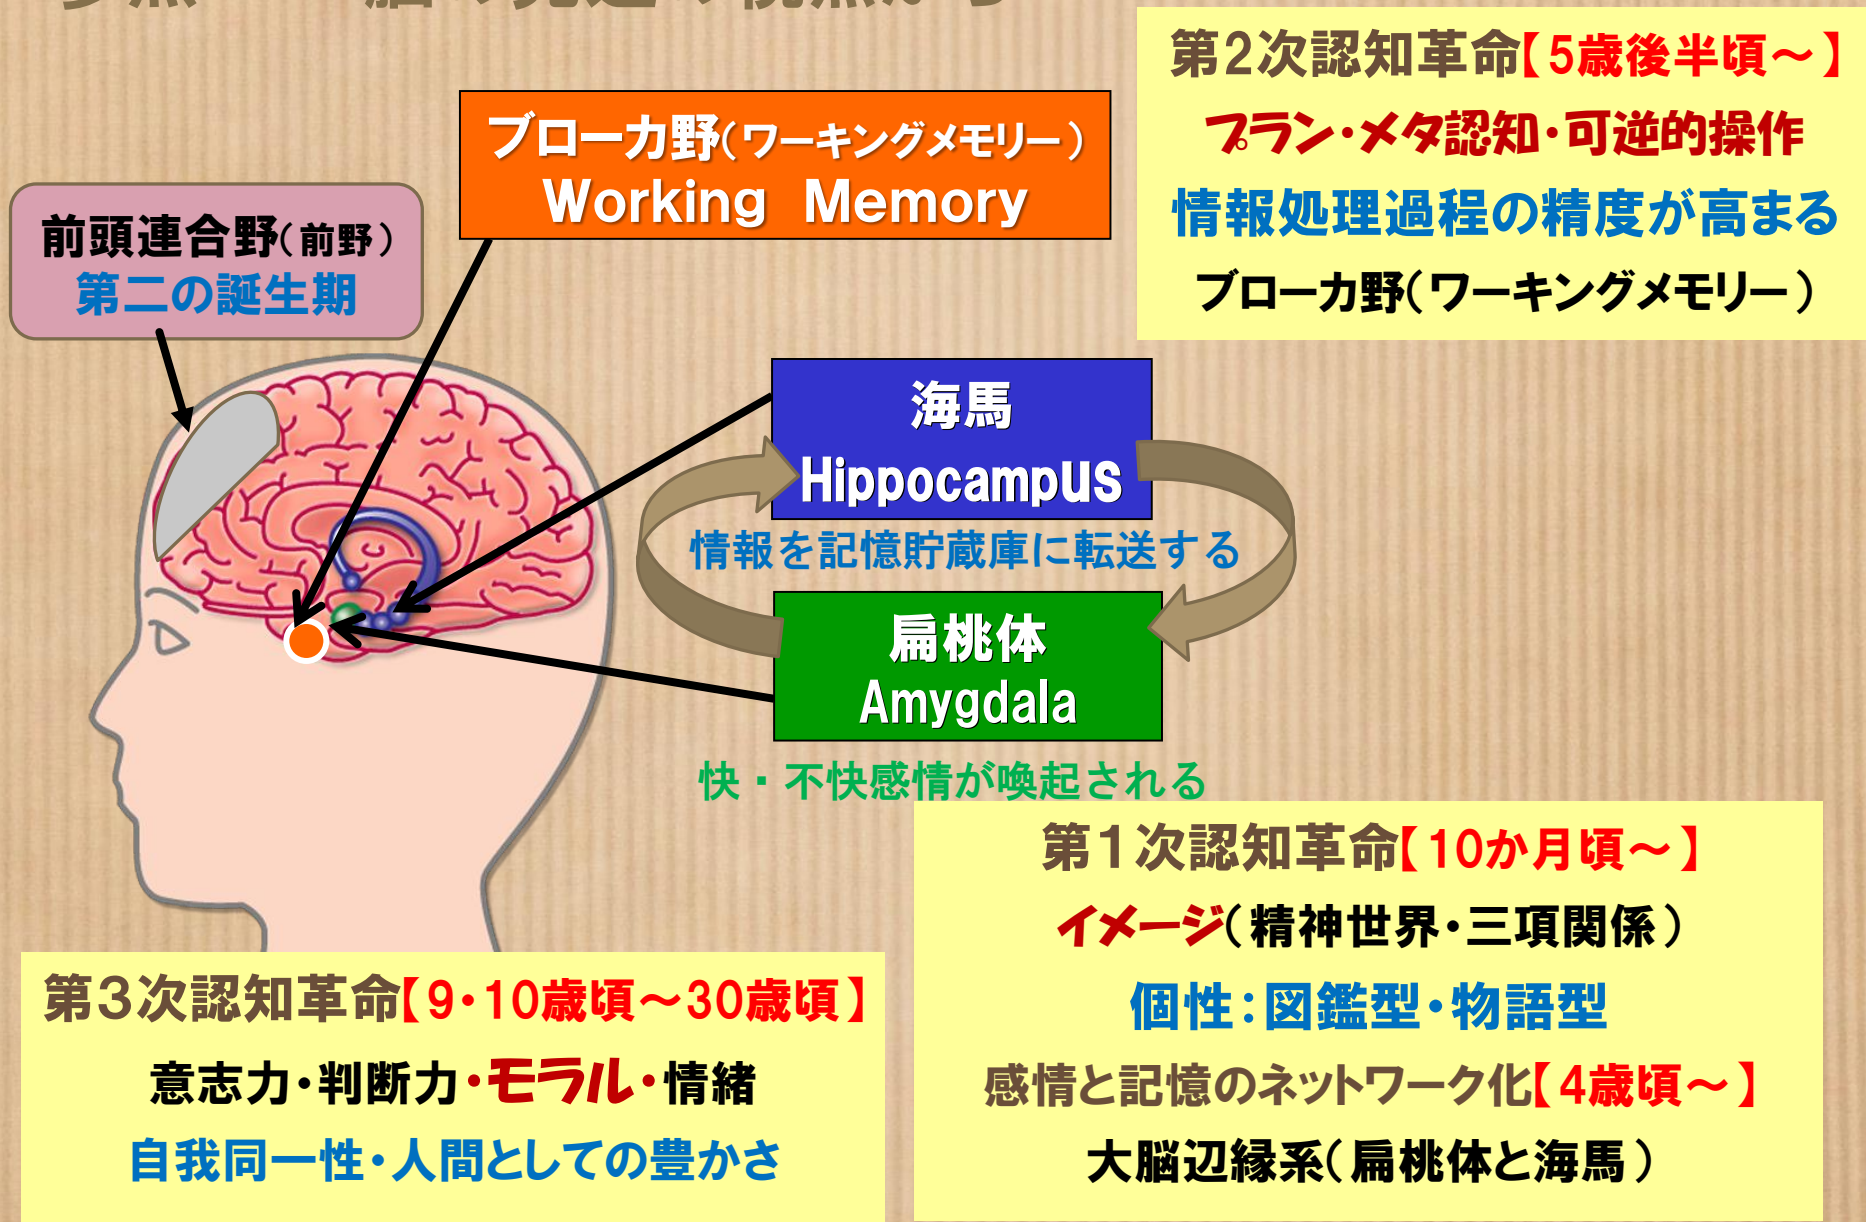 第2次認知革命【5歳後半頃～】
プラン・メタ認知・可逆的操作
情報処理過程の精度が高まる
ブローカ野(ワーキングメモリー)
ブローカ野(ワーキングメモリー)
Working Memory
前頭連合野(前野)
第二の誕生期
海馬
Hippocampus
情報を記憶貯蔵庫に転送する
扁桃体
Amygdala
快・不快感情が喚起される
第1次認知革命【10か月頃～】
イメージ(精神世界・三項関係)
個性:図鑑型・物語型
感情と記憶のネットワーク化【4歳頃～】
大脳辺縁系(扁桃体と海馬)
第3次認知革命【9・10歳頃～30歳頃】
意志力・判断力・モラル・情緒
自我同一性・人間としての豊かさ